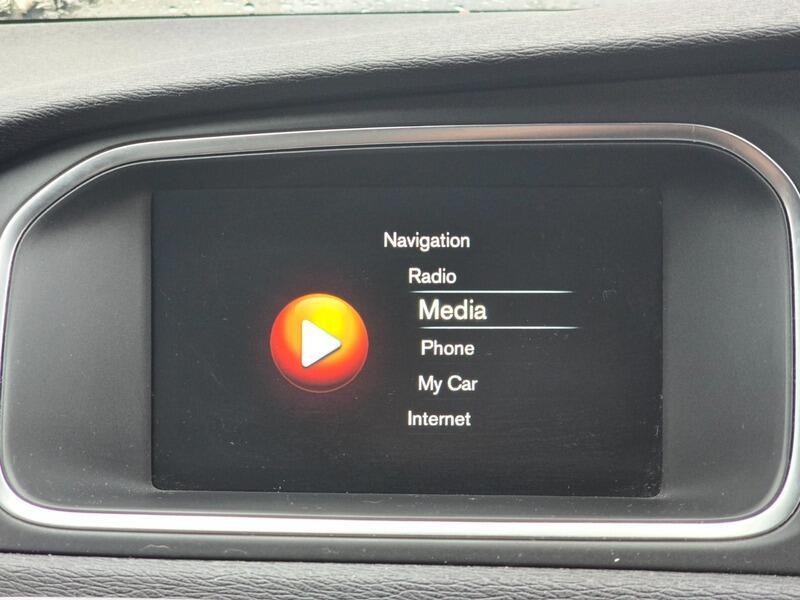 Navigation
Radio
Media
Phone
My Car
Internet